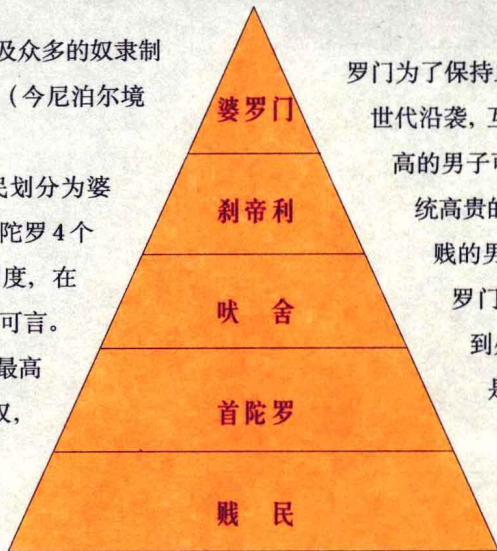 及众多的奴隶制
（今尼泊尔境
民划分为婆
陀罗4个
度，在
可言。
最高
婆罗门
刹帝利
吠 舍
首陀罗
贱 民
罗门为了保持
世代沿袭，互
高的男子可
统高贵的
贱的男
罗门
到